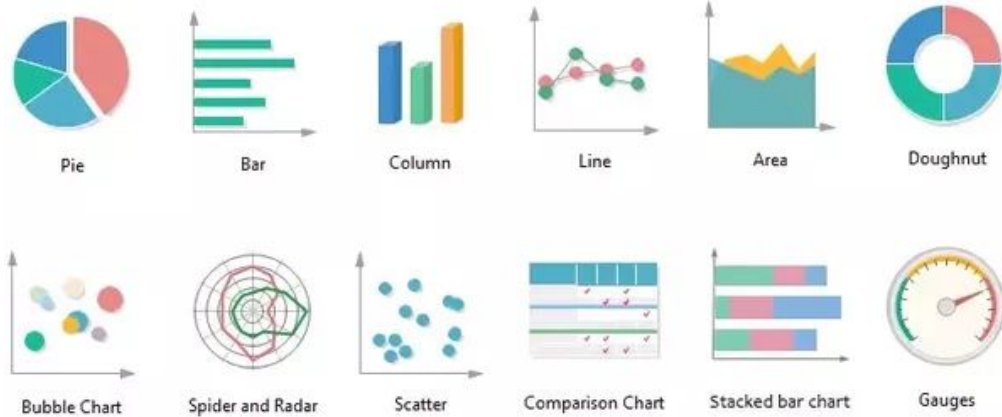 Pie
Bar
Column
Line
Area
Doughnut
Bubble Chart
Spider and Radar
Scatter
Comparison Chart
Stacked bar chart
Gauges